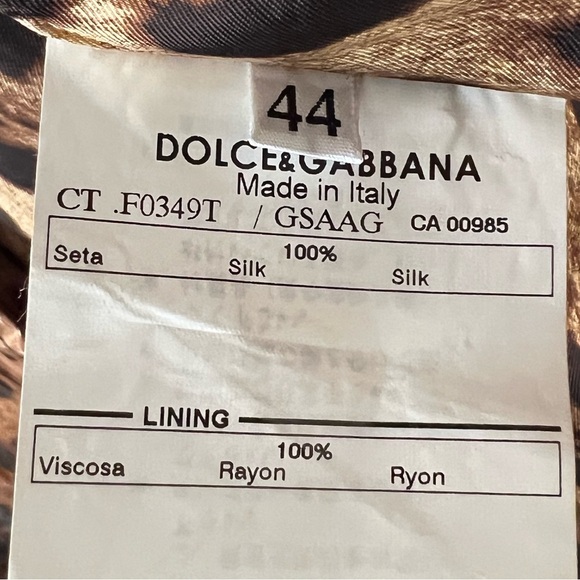 44
DOLCE&GABBANA
Made in Italy
CT .F0349T / GSAAG CA 00985
100%
Seta Silk Silk
LINING
100%
Viscosa Rayon Ryon